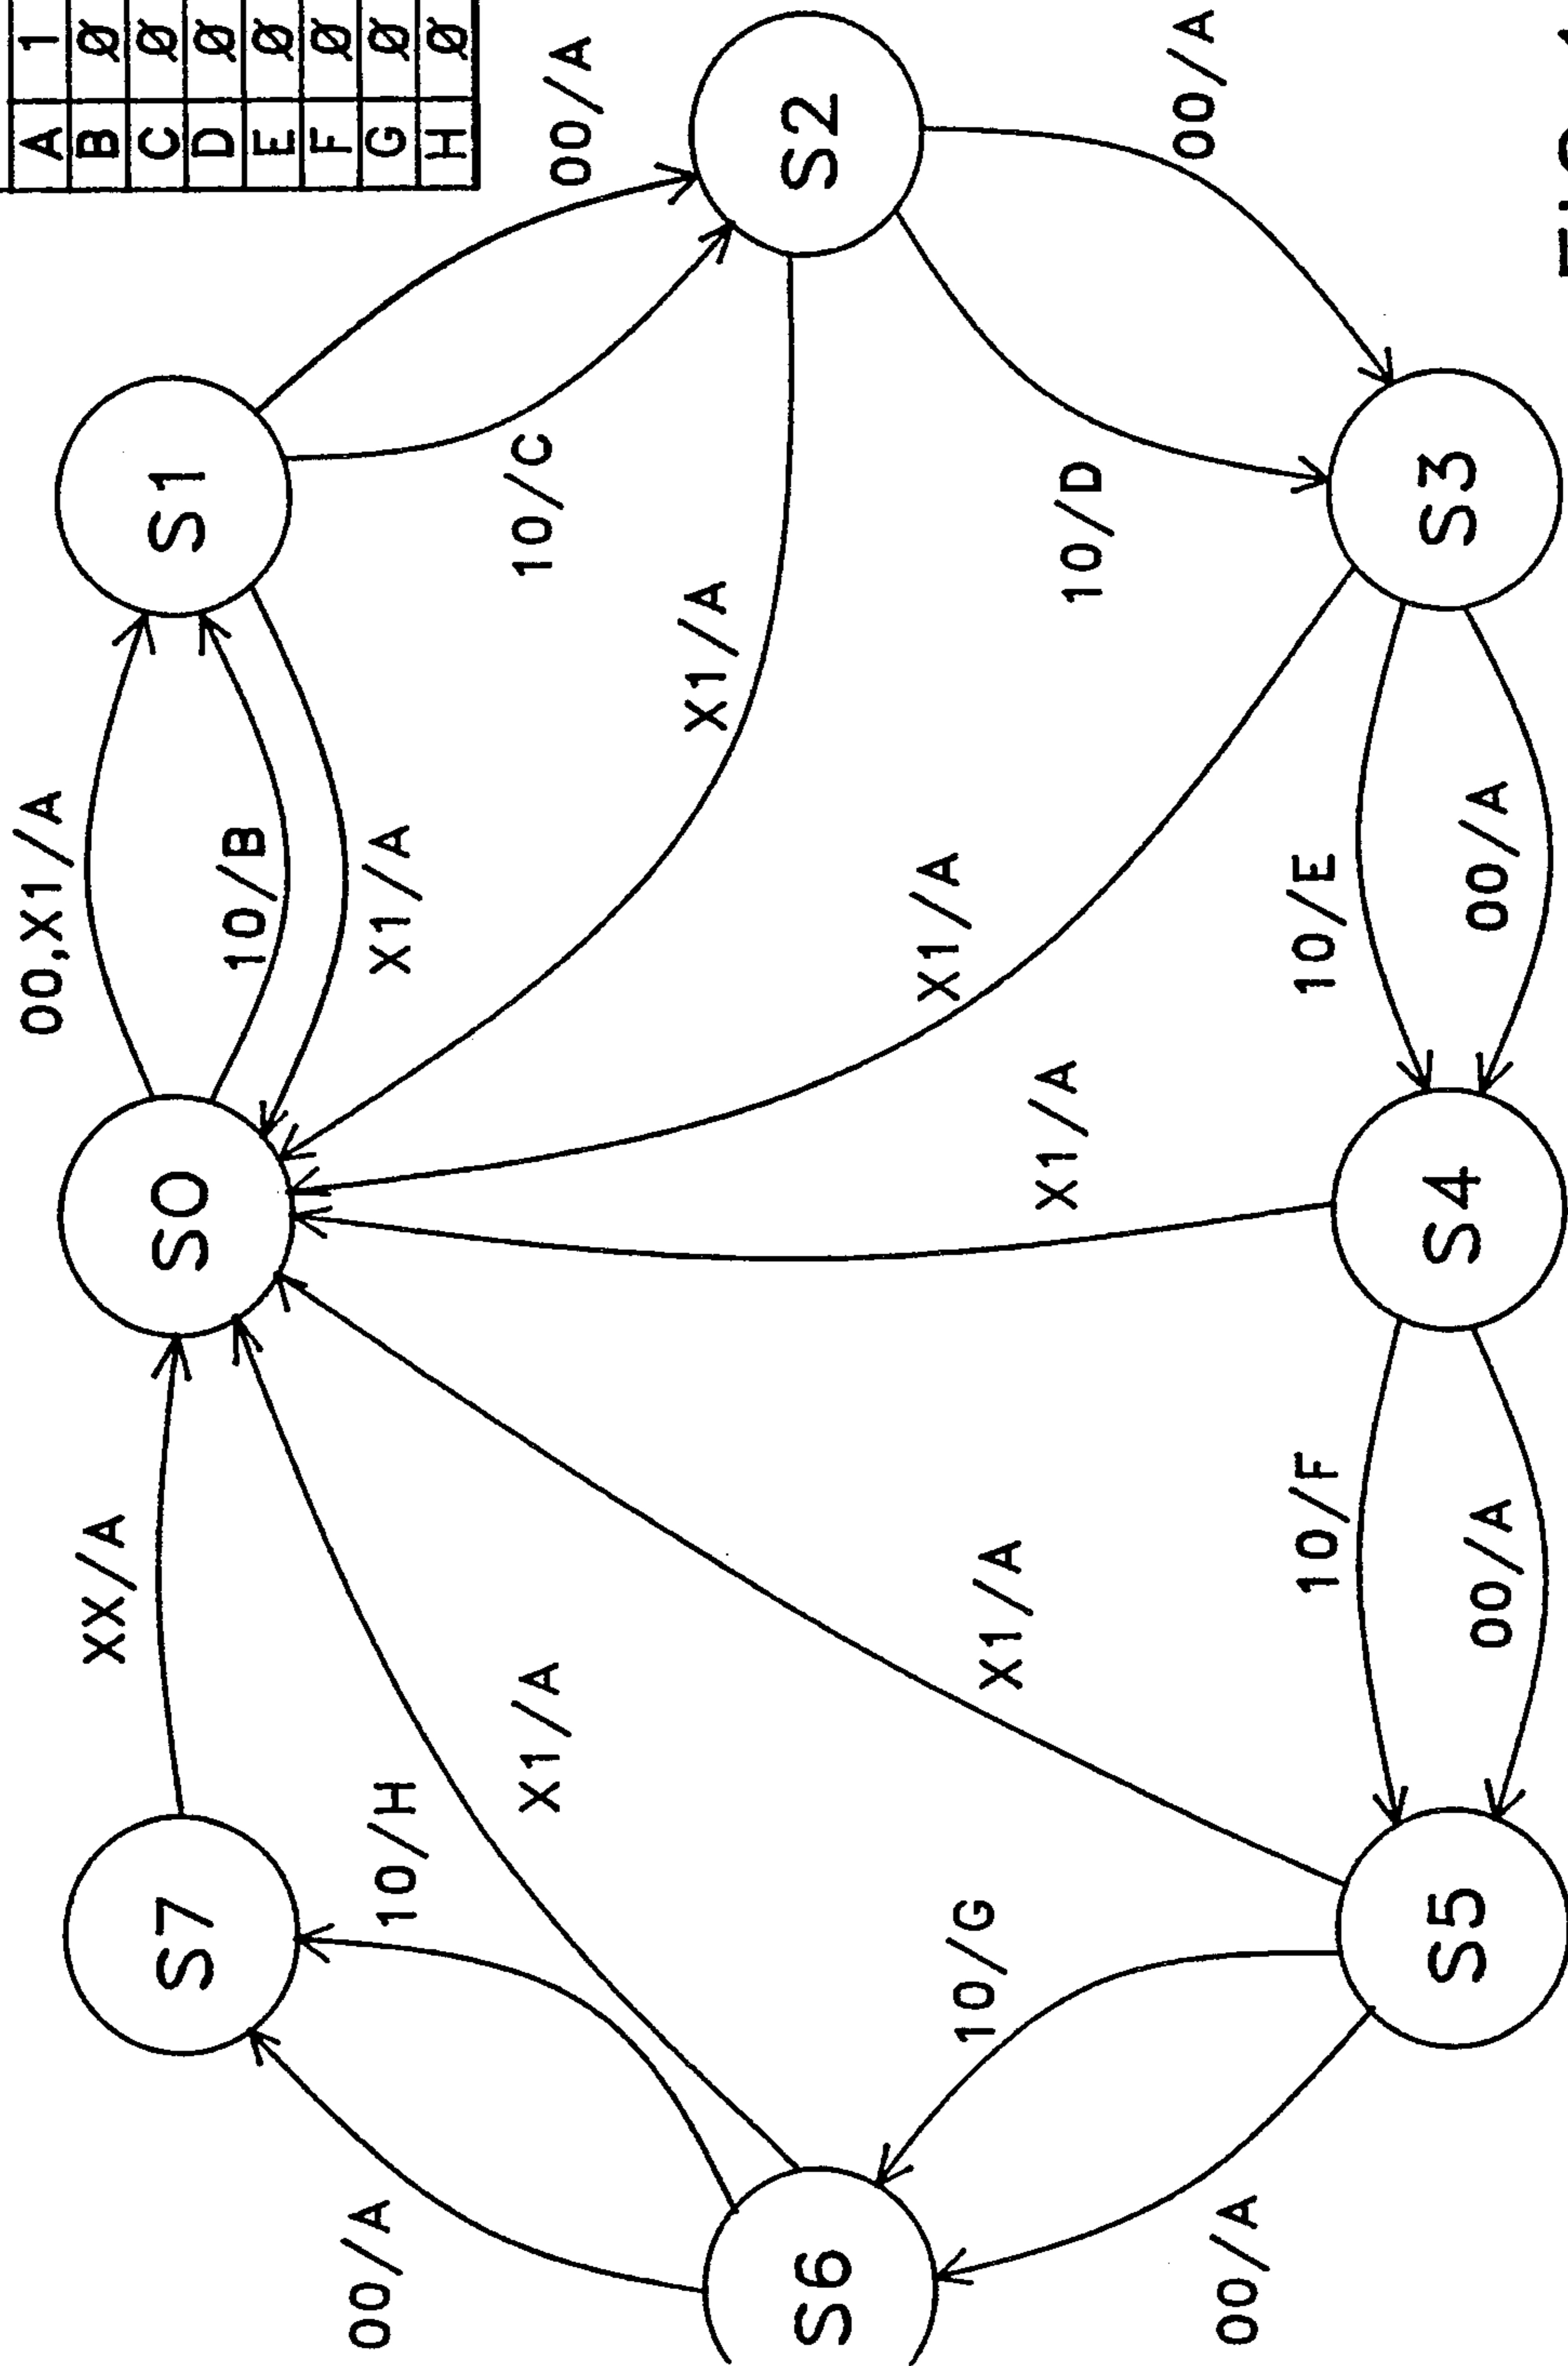 00,X1/A
A 1
XX/A
B Ø
C Ø
S7
S0
S1
D Ø
10/B
E Ø
F Ø
00/A
10/H
X1/A
G Ø
H Ø
X1/A
10/C
00/A
X1/A
S6
S2
X1/A
10/G
X1/A
X1/A
10/D
00/A
00/A
10/F
10/E
S5
S4
S3
00/A
00/A